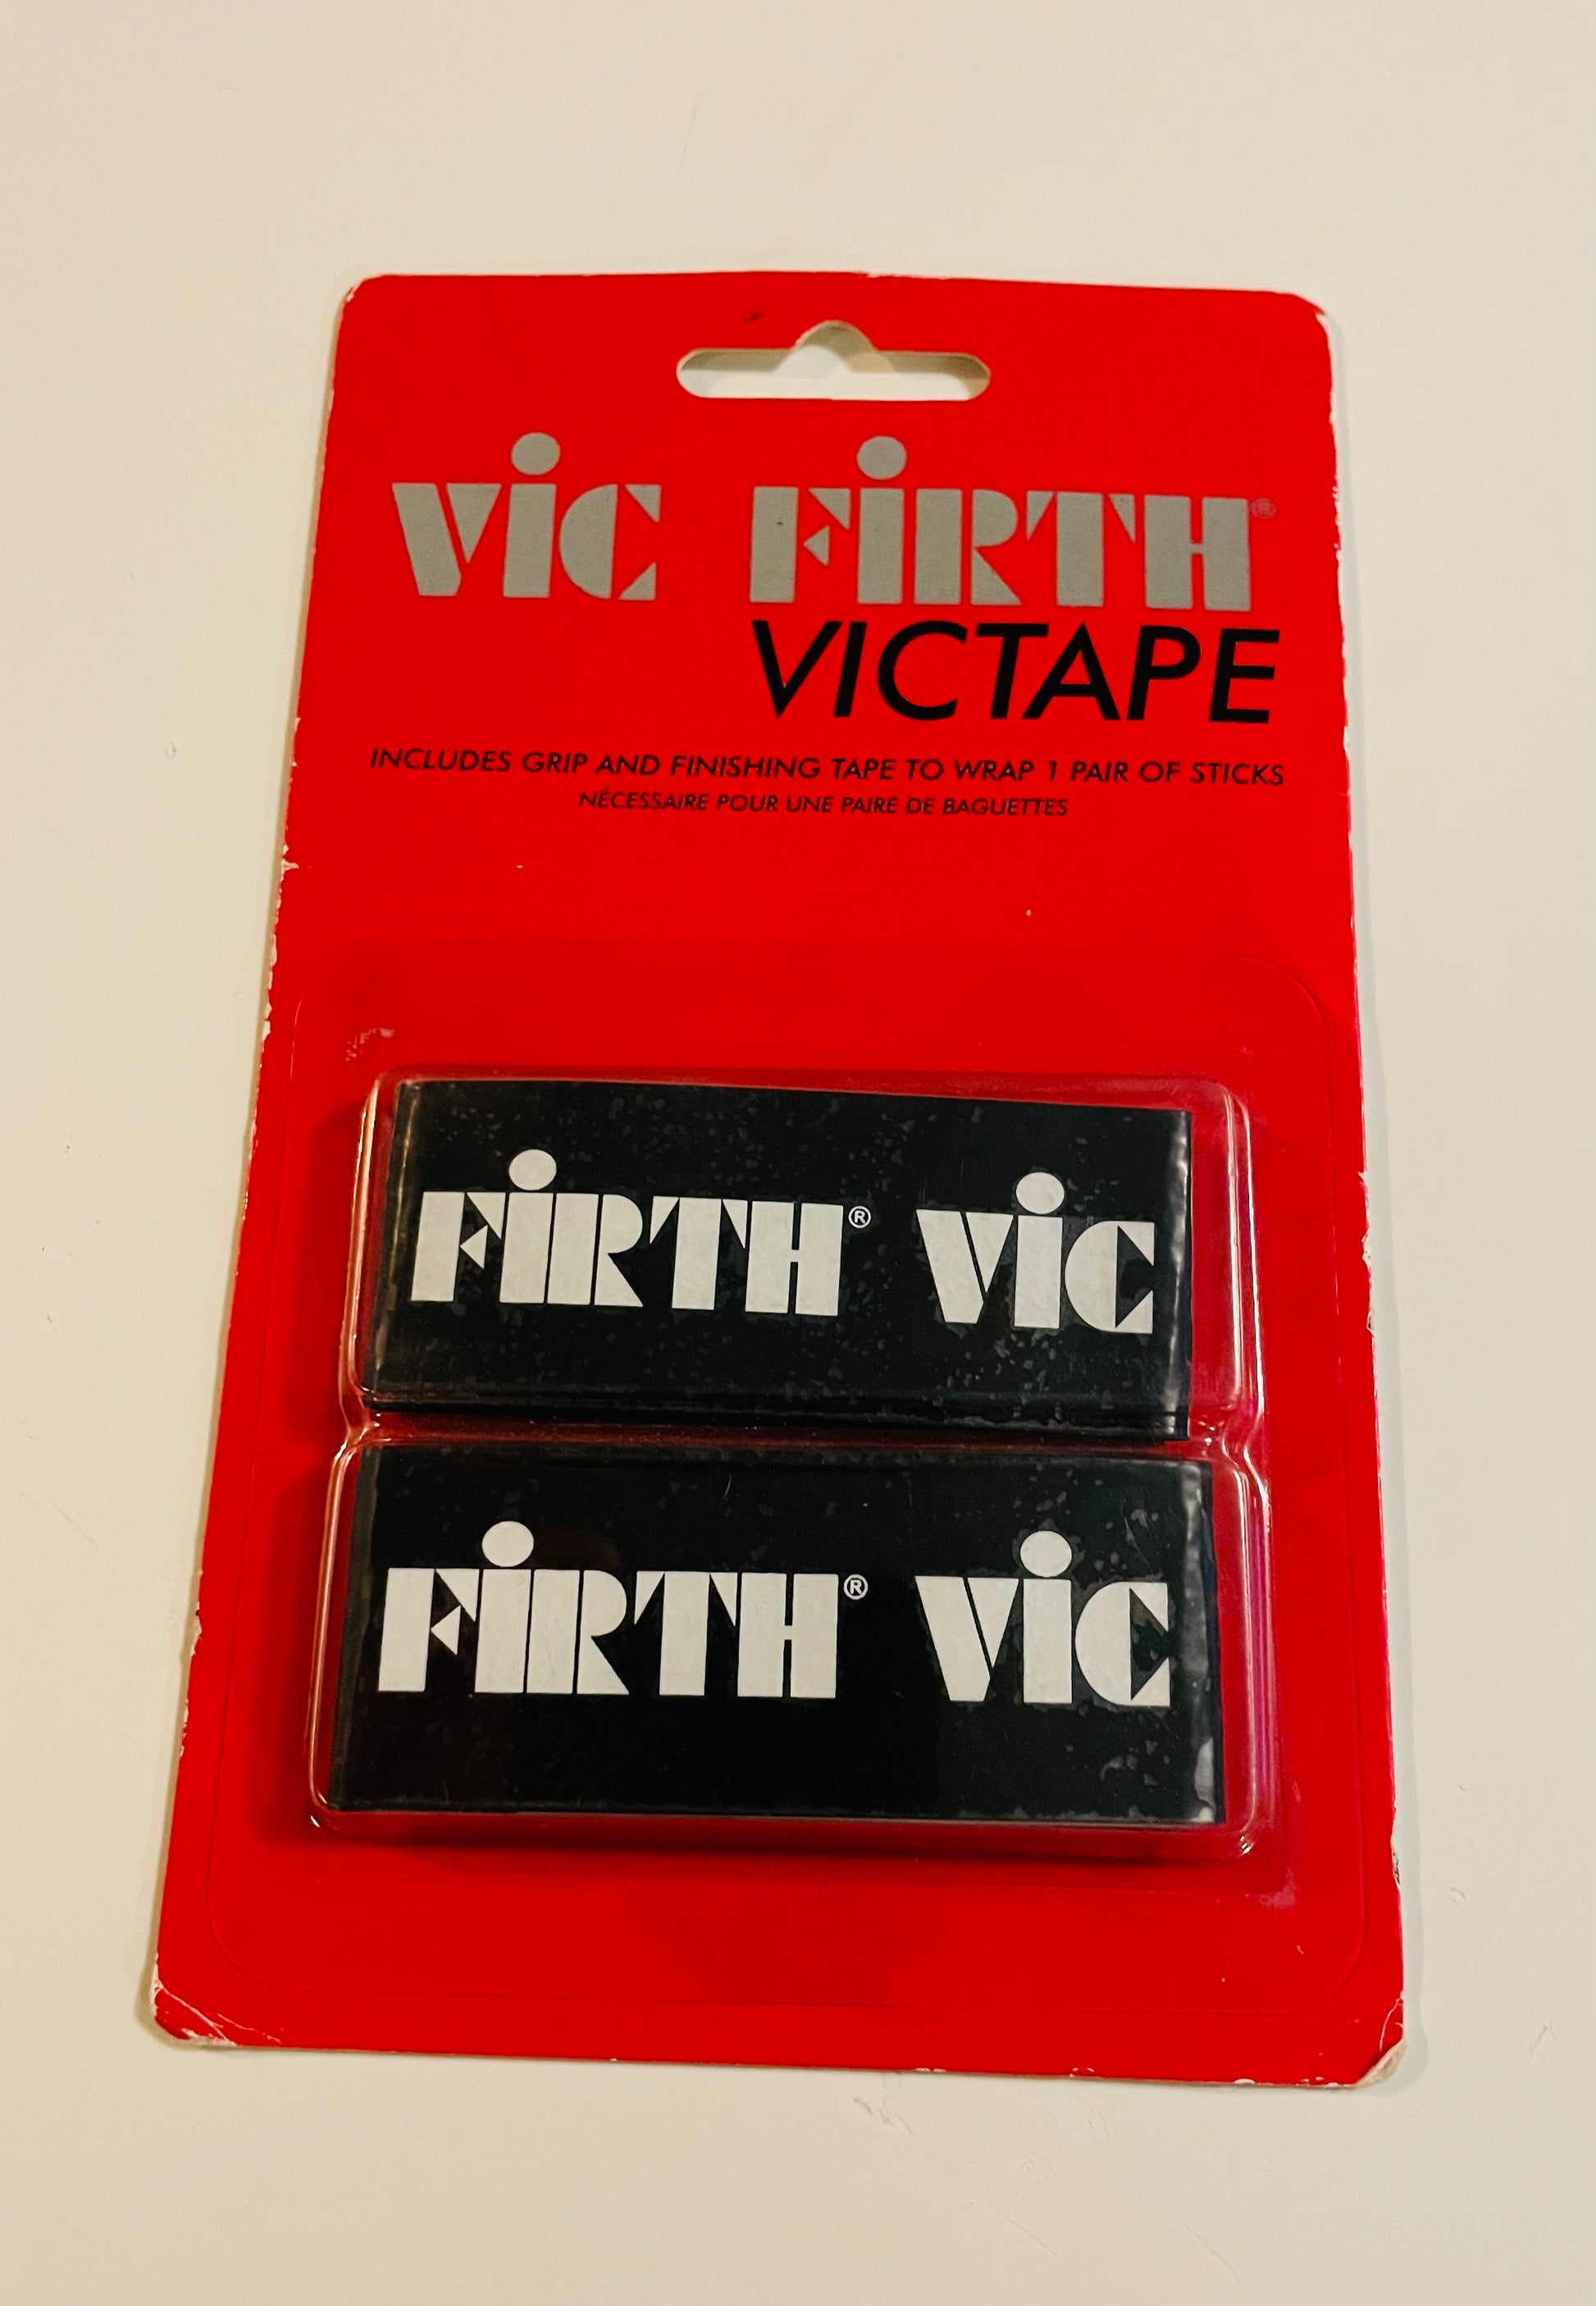 ViC FiRTH®
VICTAPE
INCLUDES GRIP AND FINISHING TAPE TO WRAP 1 PAIR OF STICKS
NÉCESSAIRE POUR UNE PAIRE DE BAGUETTES
FiRTH® ViC
FiRTH® ViC